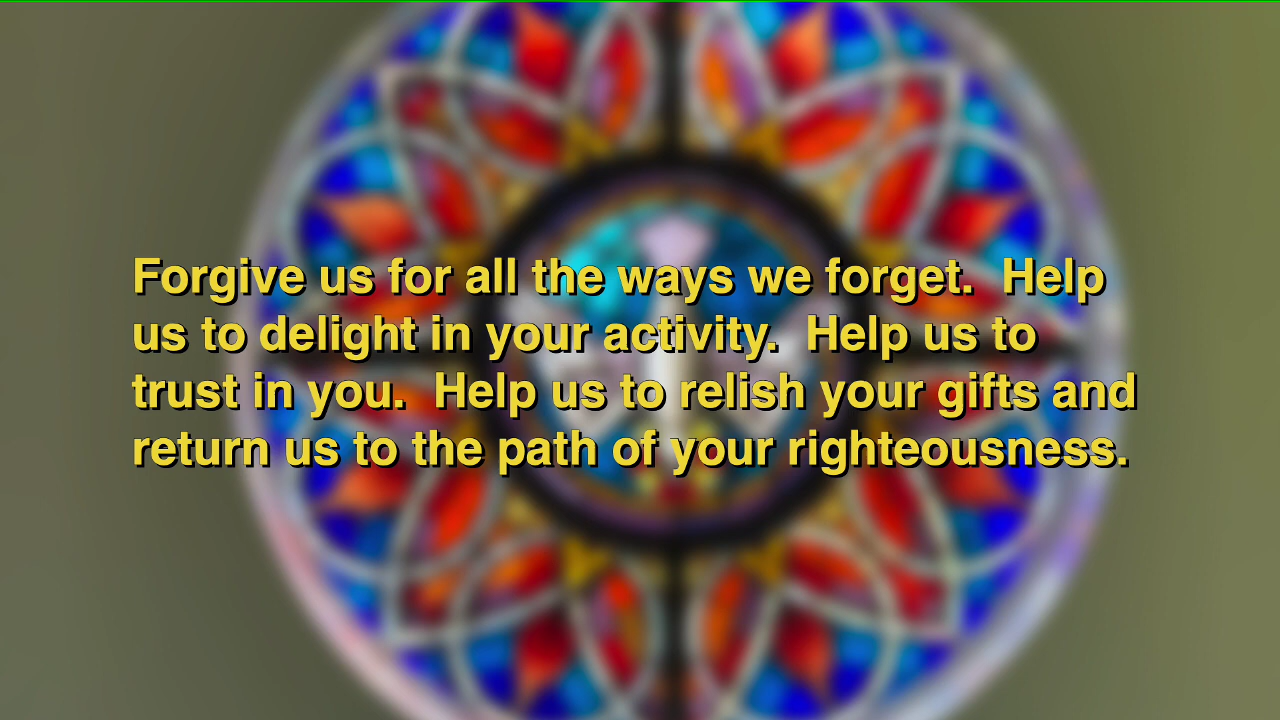 Forgive us for all the ways we forget.  Help
us to delight in your activity.  Help us to
trust in you.  Help us to relish your gifts and
return us to the path of your righteousness.